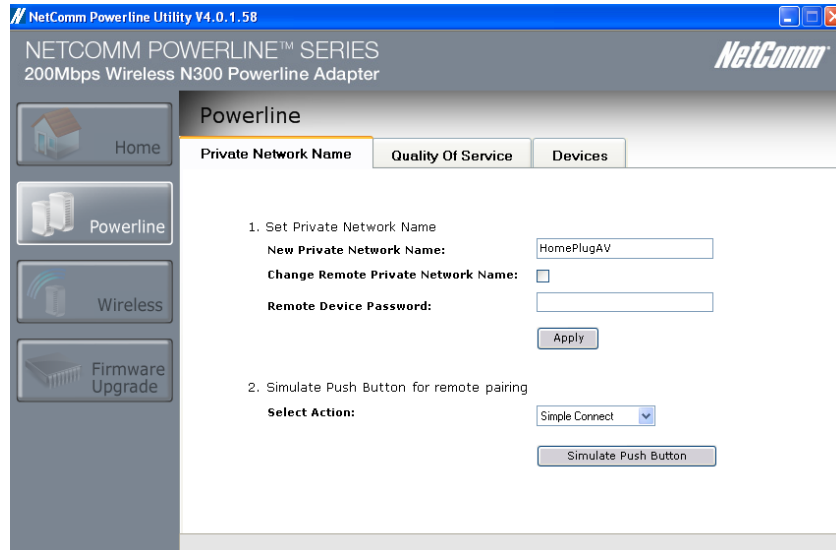 NetComm Powerline Utility V4.0.1.58
NETCOMM POWERLINE™ SERIES
200Mbps Wireless N300 Powerline Adapter
NetComm
Home
Powerline
Wireless
Firmware
Upgrade
Powerline
Private Network Name
Quality Of Service
Devices
1. Set Private Network Name
New Private Network Name:
HomePlugAV
Change Remote Private Network Name:
Remote Device Password:
Apply
2. Simulate Push Button for remote pairing
Select Action:
Simple Connect
Simulate Push Button